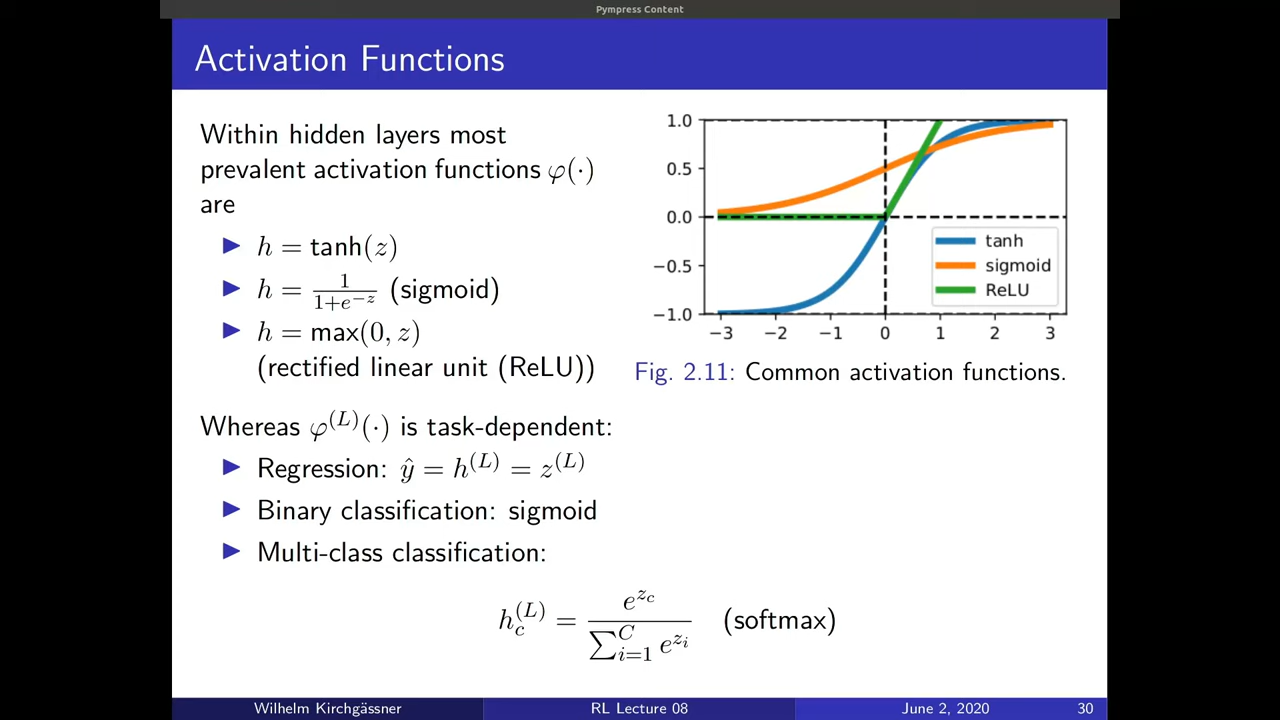 Pympress Content
Activation Functions
Within hidden layers most
prevalent activation functions φ(·)
are
▶ h = tanh(z)
▶ h = 1/(1+e^{−z}) (sigmoid)
▶ h = max(0, z)
(rectified linear unit (ReLU))
1.0
0.5
0.0
−0.5
−1.0
−3 −2 −1 0 1 2 3
tanh
sigmoid
ReLU
Fig. 2.11: Common activation functions.
Whereas φ^{(L)}(·) is task-dependent:
▶ Regression: ŷ = h^{(L)} = z^{(L)}
▶ Binary classification: sigmoid
▶ Multi-class classification:
h_c^{(L)} = e^{z_c} / ∑_{i=1}^{C} e^{z_i} (softmax)
Wilhelm Kirchgässner RL Lecture 08 June 2, 2020 30